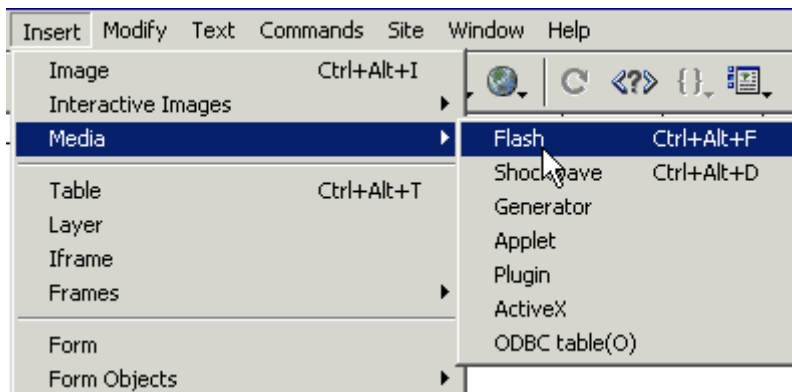 Insert Modify Text Commands Site Window Help
Image Ctrl+Alt+I
Interactive Images
Media
Table Ctrl+Alt+T
Layer
Iframe
Frames
Form
Form Objects
<?> {}
Flash Ctrl+Alt+F
Shockwave Ctrl+Alt+D
Generator
Applet
Plugin
ActiveX
ODBC table(O)